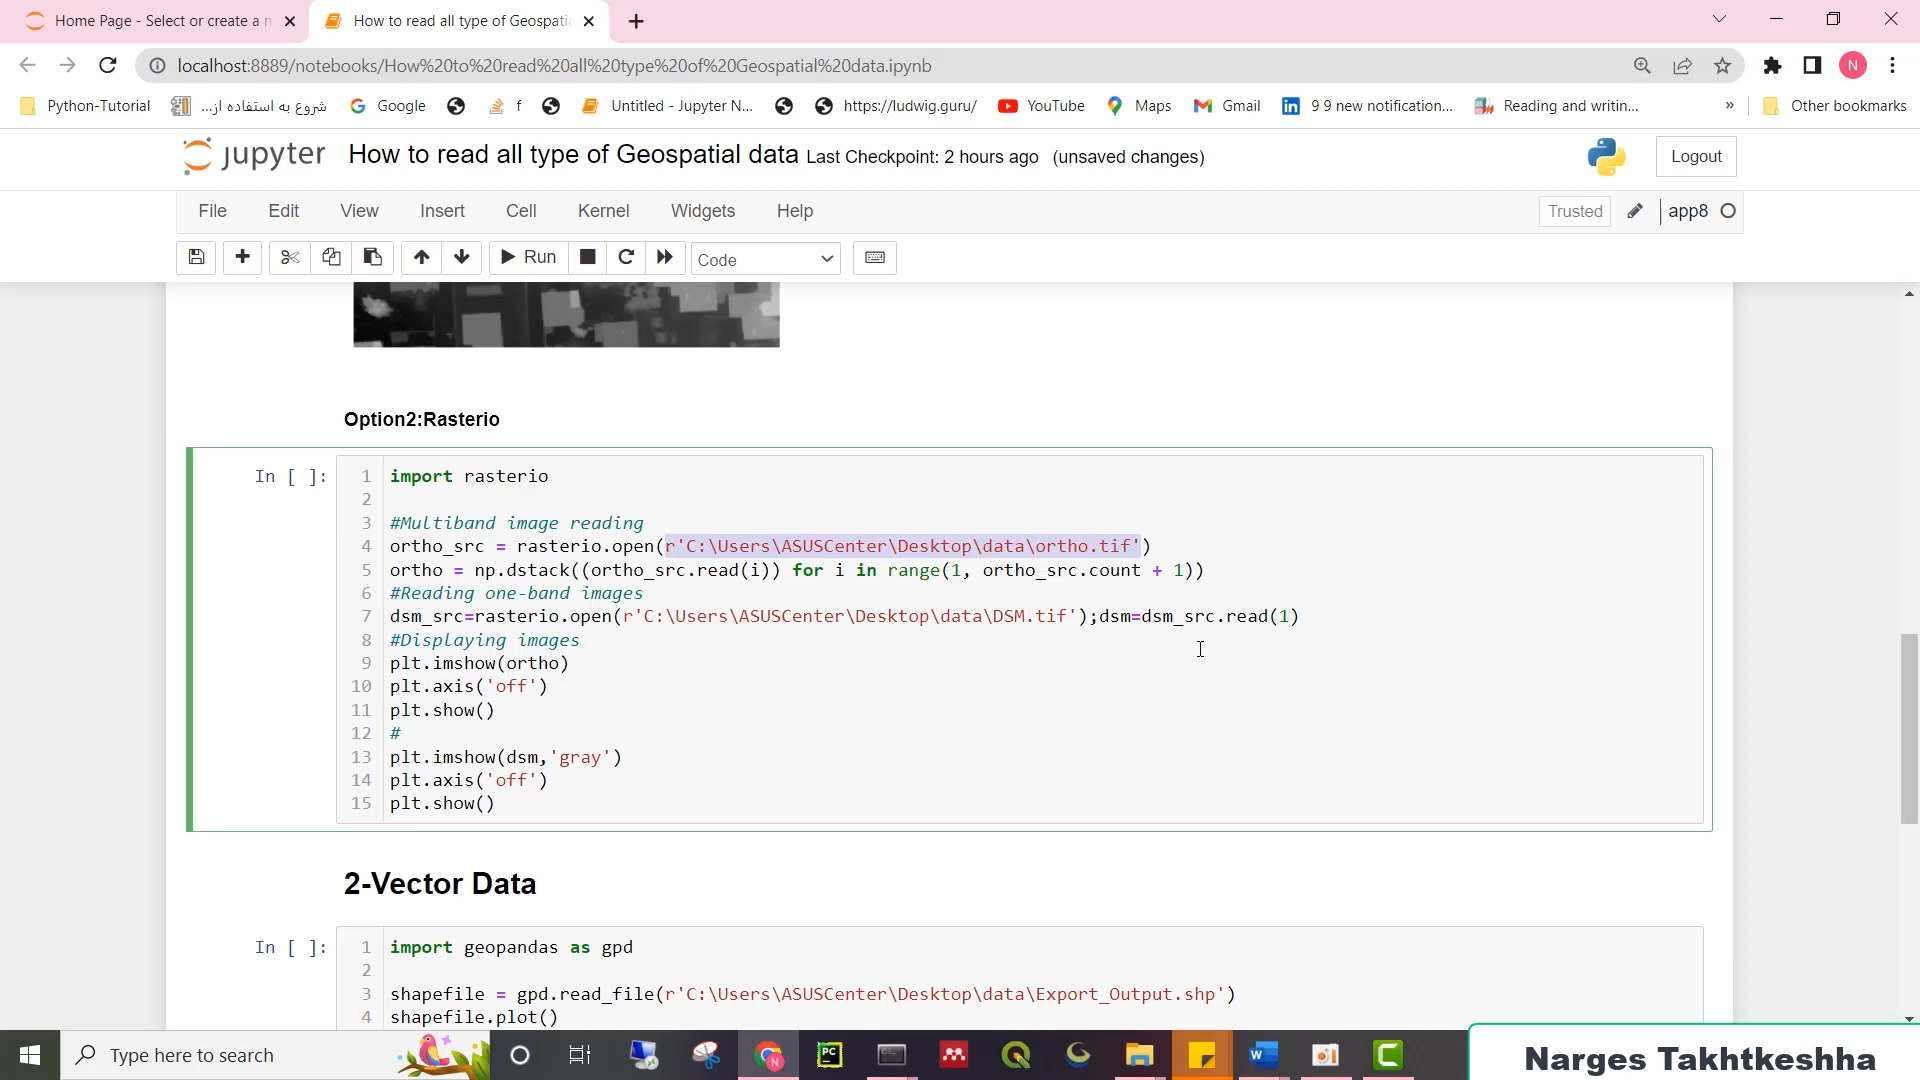 Home Page - Select or create a n
How to read all type of Geospati
localhost:8889/notebooks/How%20to%20read%20all%20type%20of%20Geospatial%20data.ipynb
N
Python-Tutorial
شروع به استفاده از...
Google
f
Untitled - Jupyter N...
https://ludwig.guru/
YouTube
Maps
Gmail
9 9 new notification...
Reading and writin...
»
Other bookmarks
jupyter How to read all type of Geospatial data Last Checkpoint: 2 hours ago (unsaved changes)
Logout
File Edit View Insert Cell Kernel Widgets Help
Trusted
app8
Run
Code
Option2:Rasterio
In [ ]:
1 import rasterio
2
3 #Multiband image reading
4 ortho_src = rasterio.open(r'C:\Users\ASUSCenter\Desktop\data\ortho.tif')
5 ortho = np.dstack((ortho_src.read(i)) for i in range(1, ortho_src.count + 1))
6 #Reading one-band images
7 dsm_src=rasterio.open(r'C:\Users\ASUSCenter\Desktop\data\DSM.tif');dsm=dsm_src.read(1)
8 #Displaying images
9 plt.imshow(ortho)
10 plt.axis('off')
11 plt.show()
12 #
13 plt.imshow(dsm,'gray')
14 plt.axis('off')
15 plt.show()
2-Vector Data
In [ ]:
1 import geopandas as gpd
2
3 shapefile = gpd.read_file(r'C:\Users\ASUSCenter\Desktop\data\Export_Output.shp')
4 shapefile.plot()
Type here to search
Narges Takhtkeshha